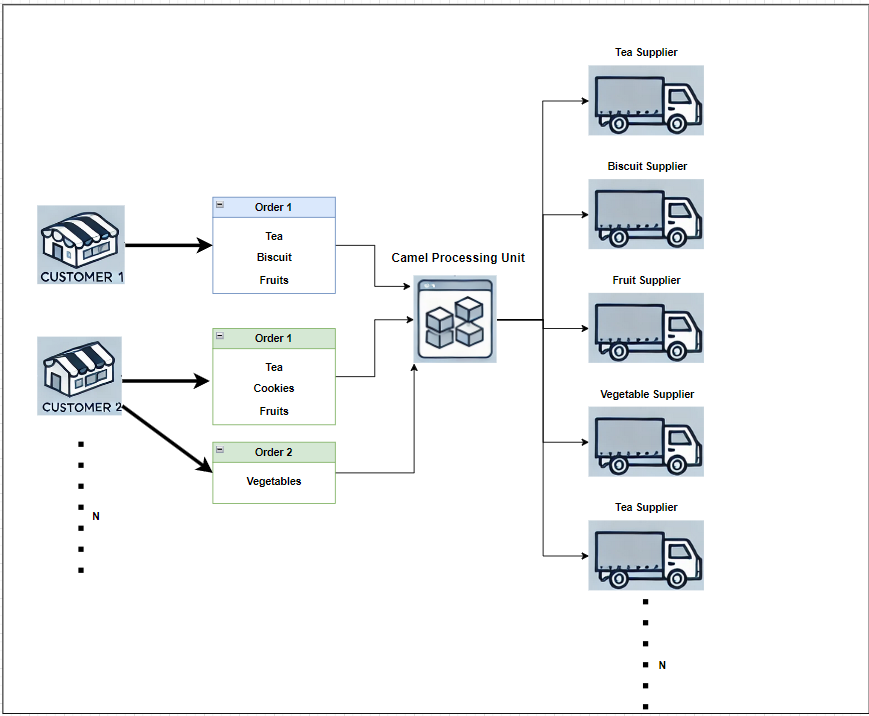 CUSTOMER 1
Order 1
Tea
Biscuit
Fruits
CUSTOMER 2
Order 1
Tea
Cookies
Fruits
Order 2
Vegetables
N
Camel Processing Unit
Tea Supplier
Biscuit Supplier
Fruit Supplier
Vegetable Supplier
Tea Supplier
N